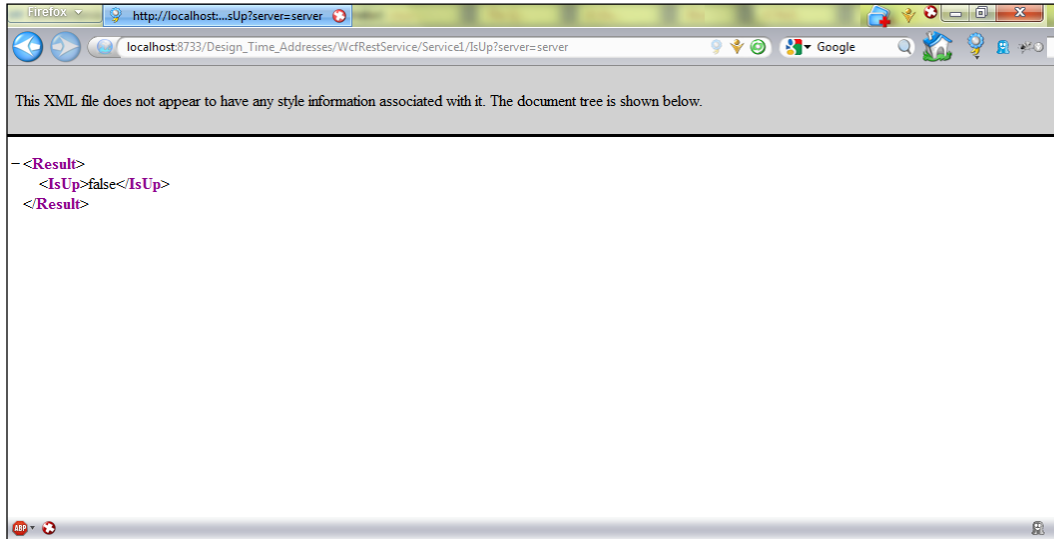 Firefox
http://localhost:...sUp?server=server
localhost:8733/Design_Time_Addresses/WcfRestService/Service1/IsUp?server=server
Google
This XML file does not appear to have any style information associated with it. The document tree is shown below.
−<Result>
<IsUp>false</IsUp>
</Result>
ABP